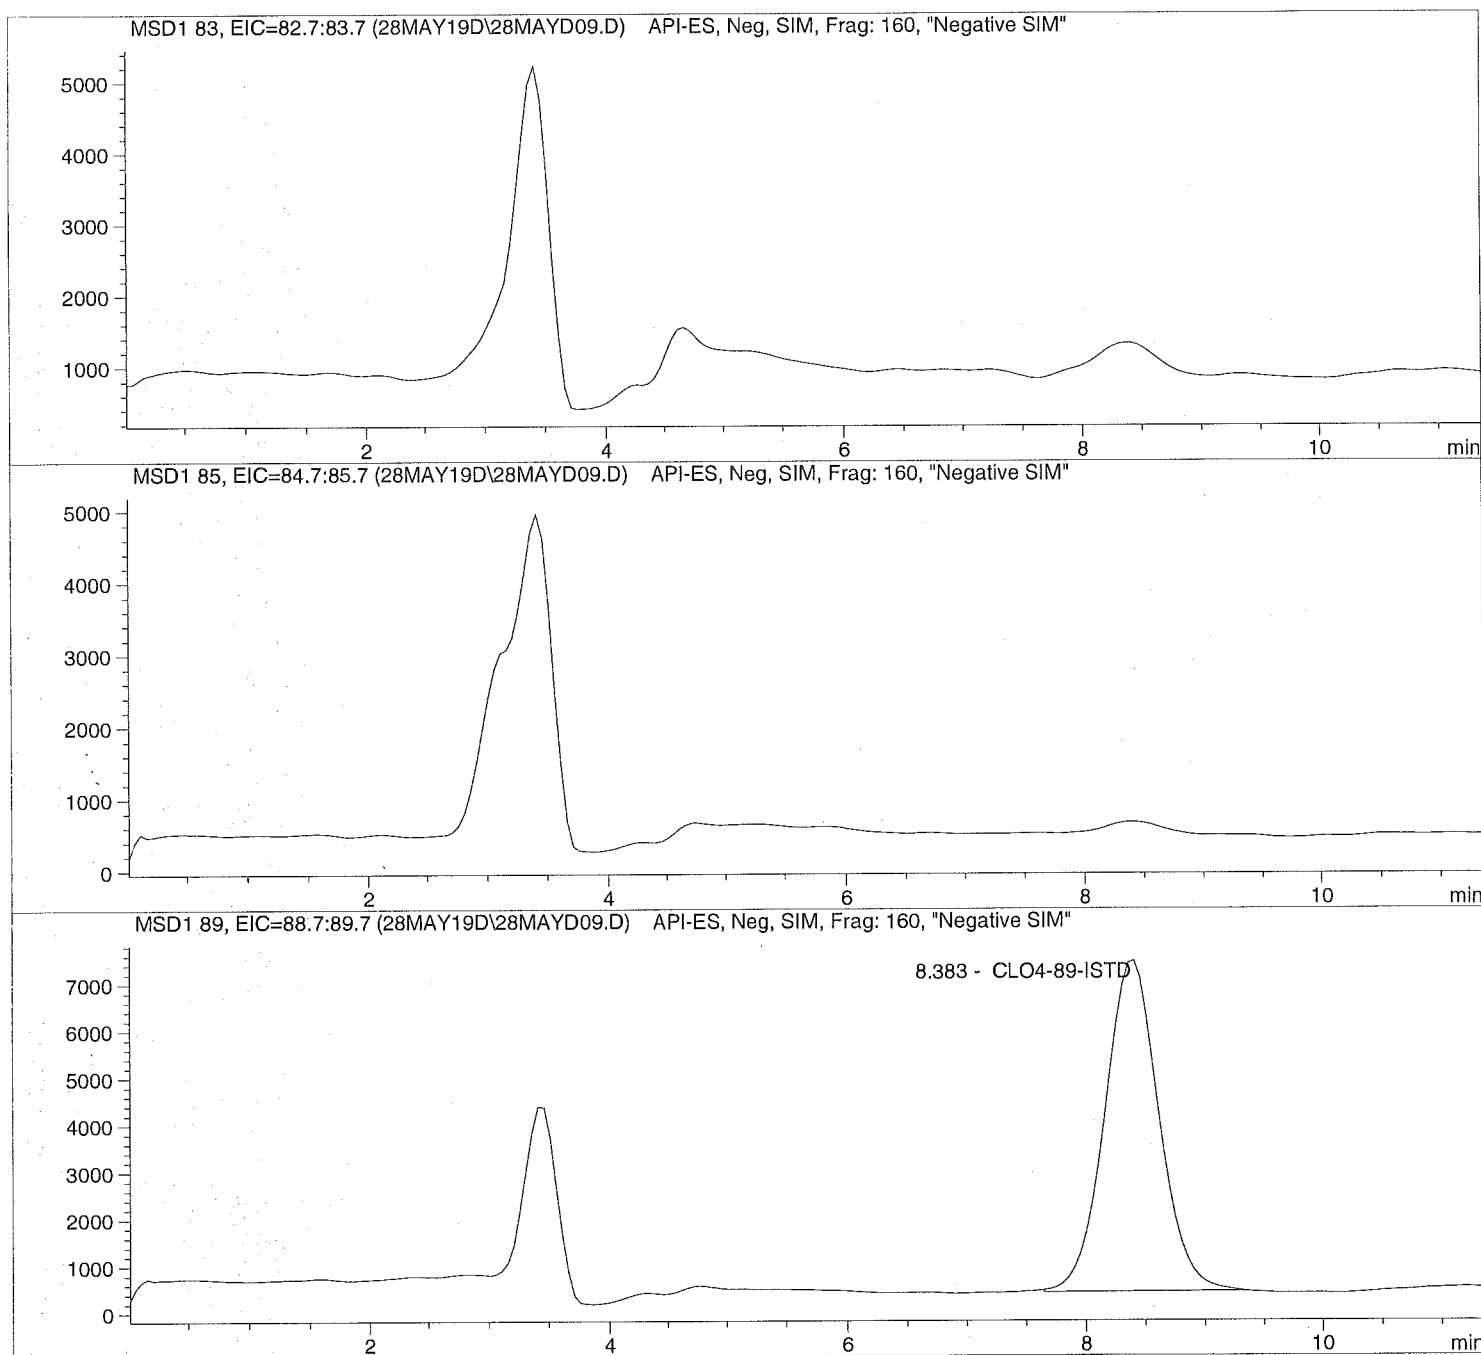 MSD1 83, EIC=82.7:83.7 (28MAY19D\28MAYD09.D) API-ES, Neg, SIM, Frag: 160, "Negative SIM"
5000
4000
3000
2000
1000
2 4 6 8 10 min
MSD1 85, EIC=84.7:85.7 (28MAY19D\28MAYD09.D) API-ES, Neg, SIM, Frag: 160, "Negative SIM"
5000
4000
3000
2000
1000
0
2 4 6 8 10 min
MSD1 89, EIC=88.7:89.7 (28MAY19D\28MAYD09.D) API-ES, Neg, SIM, Frag: 160, "Negative SIM"
8.383 - CLO4-89-ISTD
7000
6000
5000
4000
3000
2000
1000
0
2 4 6 8 10 min